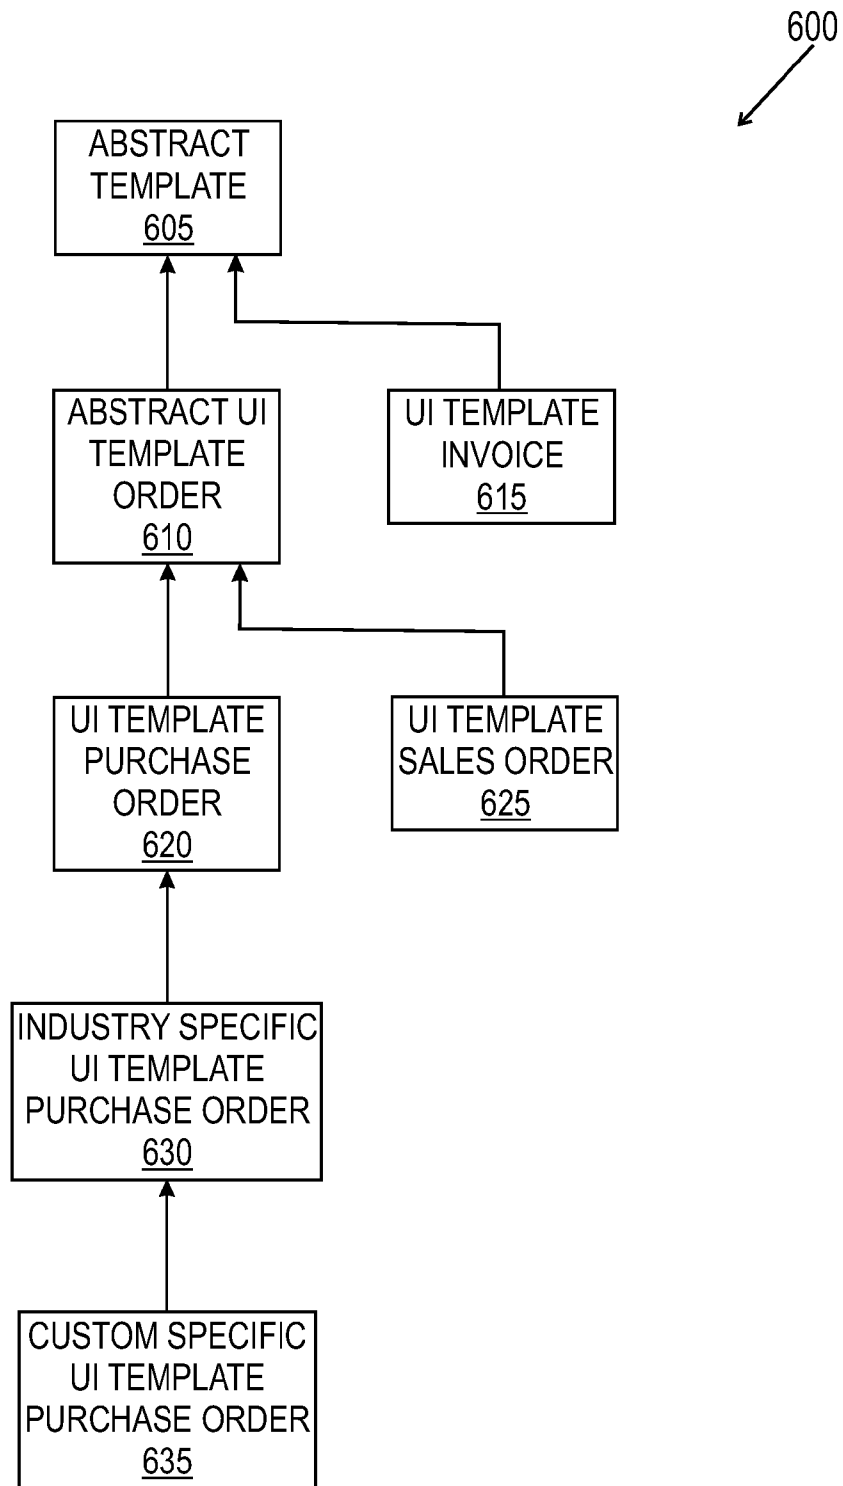 600
ABSTRACT
TEMPLATE
605
ABSTRACT UI
TEMPLATE
ORDER
610
UI TEMPLATE
INVOICE
615
UI TEMPLATE
PURCHASE
ORDER
620
UI TEMPLATE
SALES ORDER
625
INDUSTRY SPECIFIC
UI TEMPLATE
PURCHASE ORDER
630
CUSTOM SPECIFIC
UI TEMPLATE
PURCHASE ORDER
635